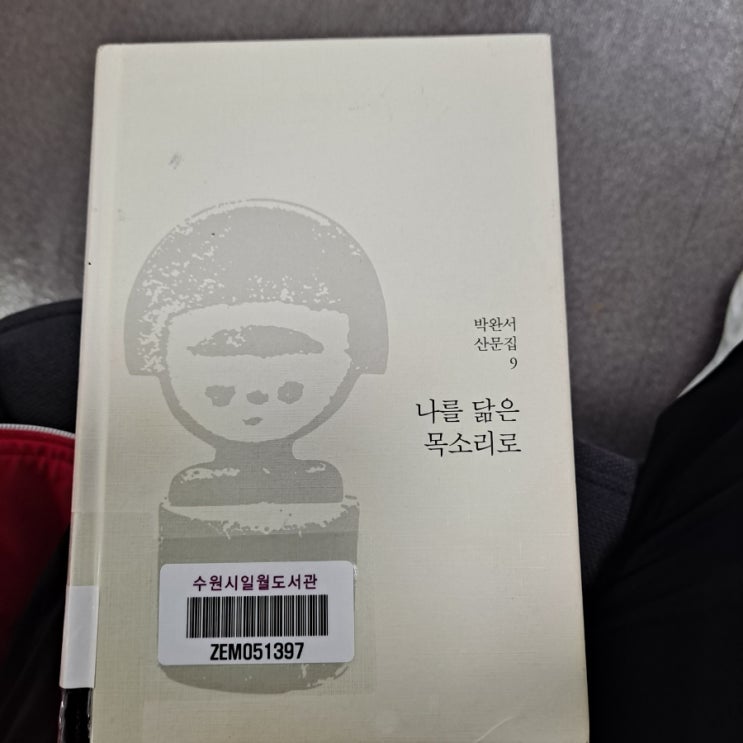 박완서
산문집
9
나를 닮은
목소리로
수원시일월도서관
ZEM051397